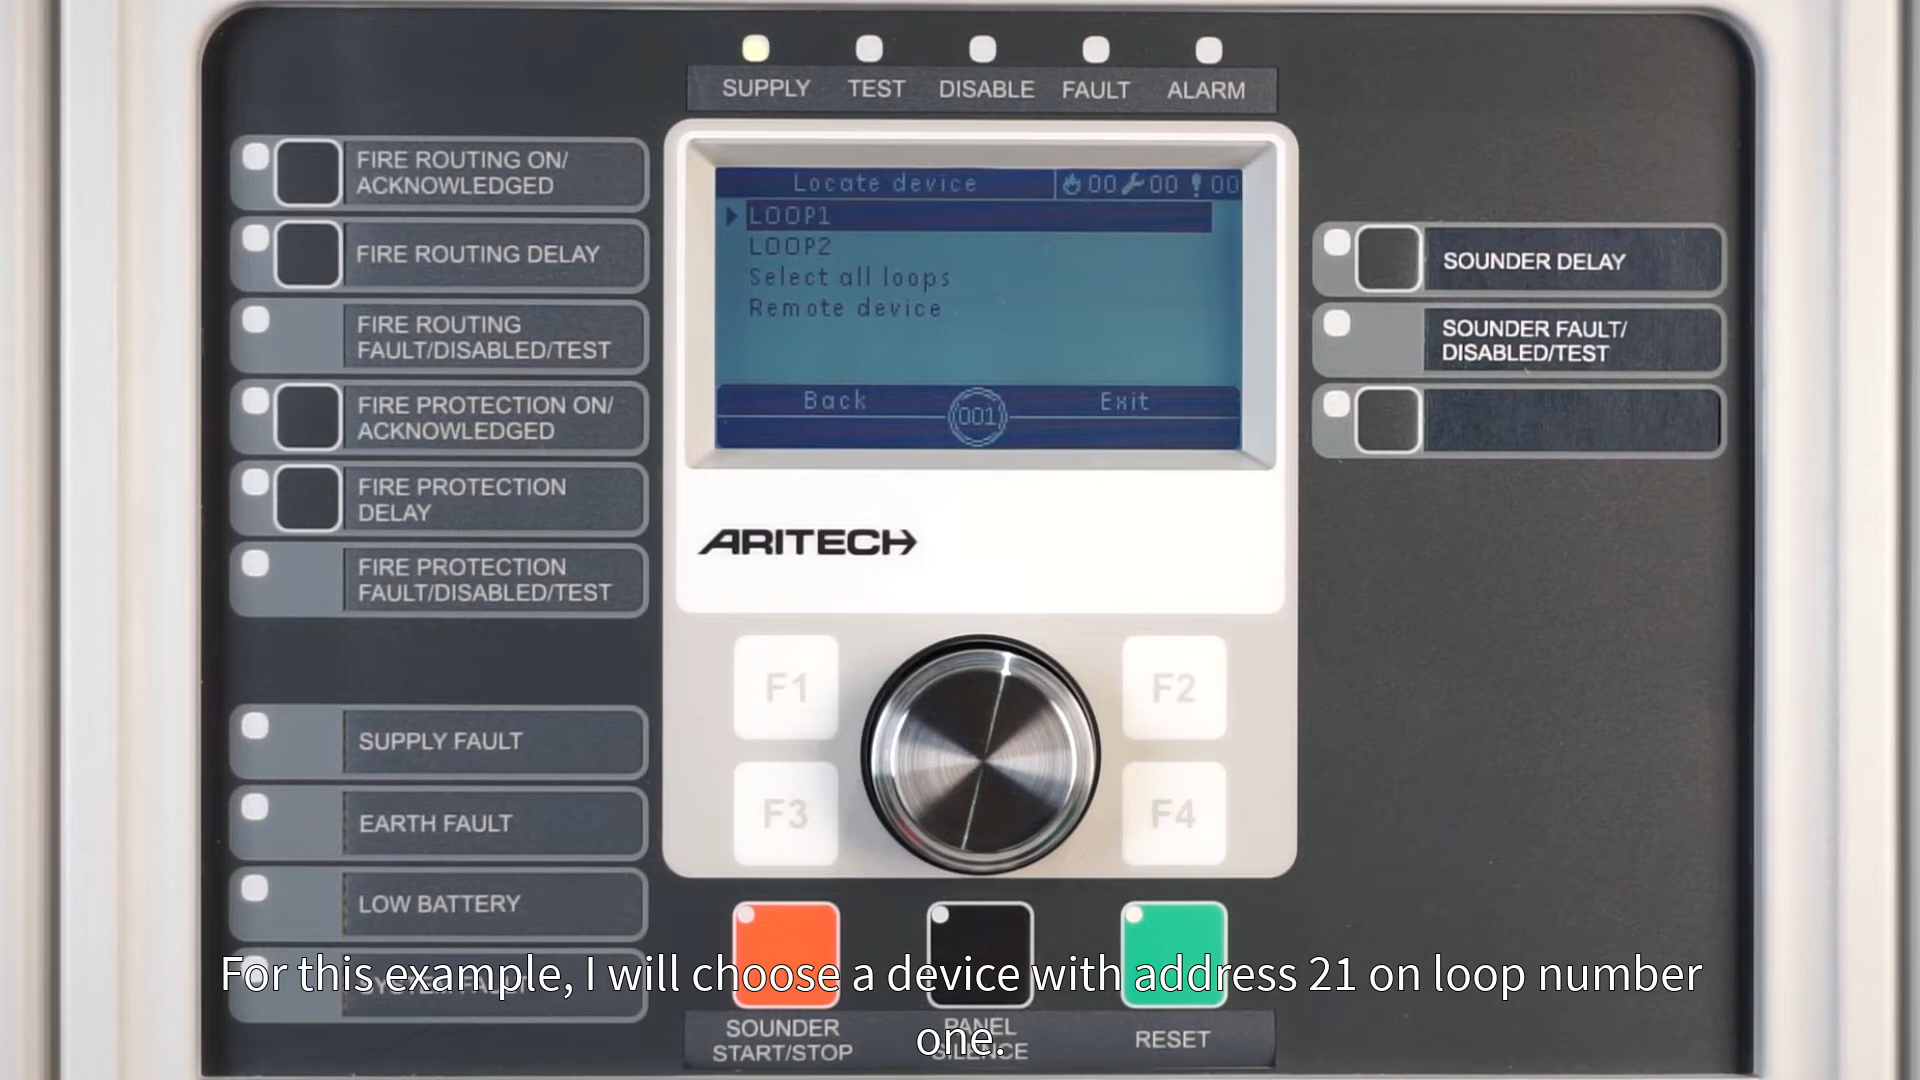 SUPPLY TEST DISABLE FAULT ALARM
FIRE ROUTING ON/
ACKNOWLEDGED
FIRE ROUTING DELAY
FIRE ROUTING
FAULT/DISABLED/TEST
FIRE PROTECTION ON/
ACKNOWLEDGED
FIRE PROTECTION
DELAY
FIRE PROTECTION
FAULT/DISABLED/TEST
SUPPLY FAULT
EARTH FAULT
LOW BATTERY
SYSTEM FAULT
Locate device 00 00 00
LOOP1
LOOP2
Select all loops
Remote device
Back 001 Exit
ARITECH
F1 F2
F3 F4
SOUNDER DELAY
SOUNDER FAULT/
DISABLED/TEST
SOUNDER
START/STOP
PANEL
SILENCE
RESET
For this example, I will choose a device with address 21 on loop number
one.